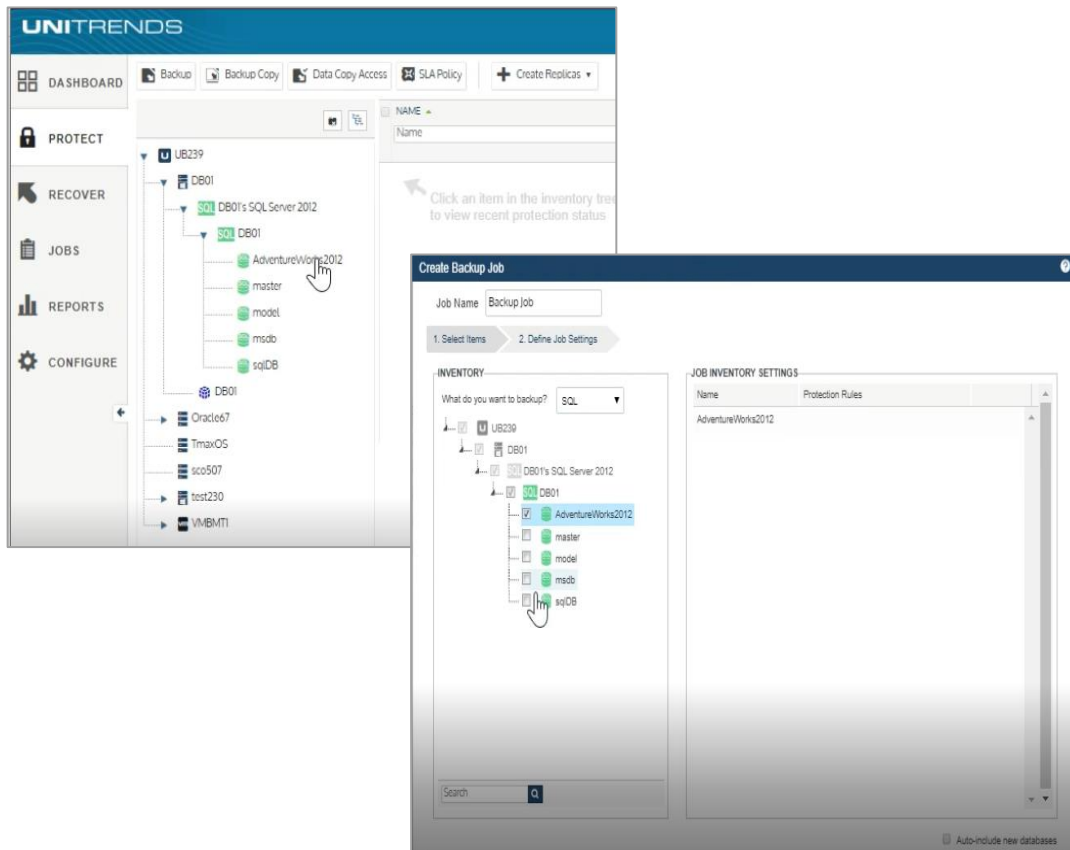 UNITRENDS
DASHBOARD
PROTECT
RECOVER
JOBS
REPORTS
CONFIGURE
Backup Backup Copy Data Copy Access SLA Policy Create Replicas
NAME
Name
UB239
DB01
SQL DB01's SQL Server 2012
SQL DB01
AdventureWorks2012
master
model
msdb
sqlDB
DB01
Oracle67
TmaxOS
sco507
test230
VMBMT1
Click an item in the inventory tree
to view recent protection status
Create Backup Job
Job Name Backup Job
1. Select Items 2. Define Job Settings
INVENTORY
What do you want to backup? SQL
UB239
DB01
SQL DB01's SQL Server 2012
SQL DB01
AdventureWorks2012
master
model
msdb
sqlDB
Search
JOB INVENTORY SETTINGS
Name Protection Rules
AdventureWorks2012
Auto-include new databases